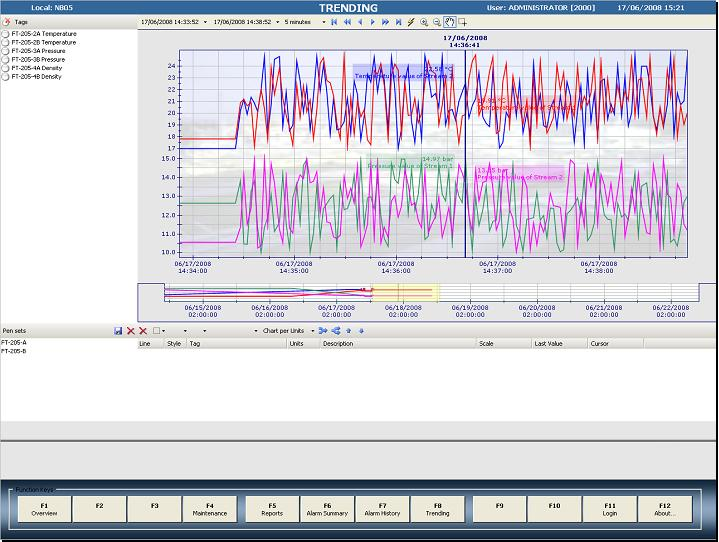 Local: NB05 TRENDING User: ADMINISTRATOR [2000] 17/06/2008 15:21
Tags 17/06/2008 14:33:52 17/06/2008 14:38:52 5 minutes
FT-205-2A Temperature
FT-205-2B Temperature
FT-205-3A Pressure
FT-205-3B Pressure
FT-205-4A Density
FT-205-4B Density
17/06/2008
14:36:41
24
23
22
21
20
19
18
17
°C
Temperature value of Stream
°C
Temperature value of Stream
15.0
14.0
13.0
12.0
11.0
10.0
14.97 bar
Pressure value of Stream 1
bar
Pressure value of Stream 2
06/17/2008 06/17/2008 06/17/2008 06/17/2008 06/17/2008
14:34:00 14:35:00 14:36:00 14:37:00 14:38:00
06/15/2008 06/16/2008 06/17/2008 06/18/2008 06/19/2008 06/20/2008 06/21/2008 06/22/2008
02:00:00 02:00:00 02:00:00 02:00:00 02:00:00 02:00:00 02:00:00 02:00:00
Pen sets Chart per Units
FT-205-A
FT-205-B
Line Style Tag Units Description Scale Last Value Cursor
Function Keys
F1 F2 F3 F4 F5 F6 F7 F8 F9 F10 F11 F12
Overview Maintenance Reports Alarm Summary Alarm History Trending Login About...